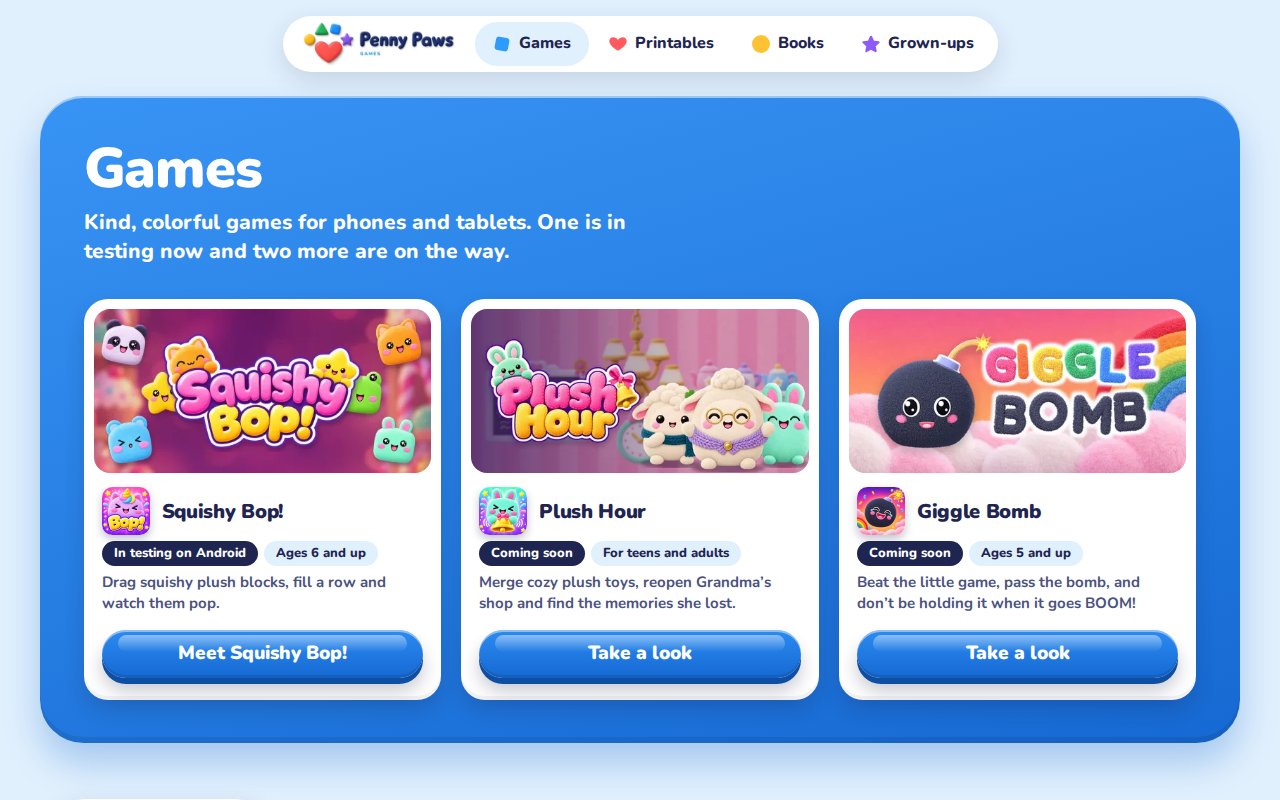 Penny Paws
GAMES
Games
Printables
Books
Grown-ups
Games
Kind, colorful games for phones and tablets. One is in
testing now and two more are on the way.
Squishy
Bop!
Bop!
Squishy Bop!
In testing on Android
Ages 6 and up
Drag squishy plush blocks, fill a row and
watch them pop.
Meet Squishy Bop!
Plush
Hour
Plush Hour
Coming soon
For teens and adults
Merge cozy plush toys, reopen Grandma’s
shop and find the memories she lost.
Take a look
GIGGLE
BOMB
Giggle Bomb
Coming soon
Ages 5 and up
Beat the little game, pass the bomb, and
don’t be holding it when it goes BOOM!
Take a look